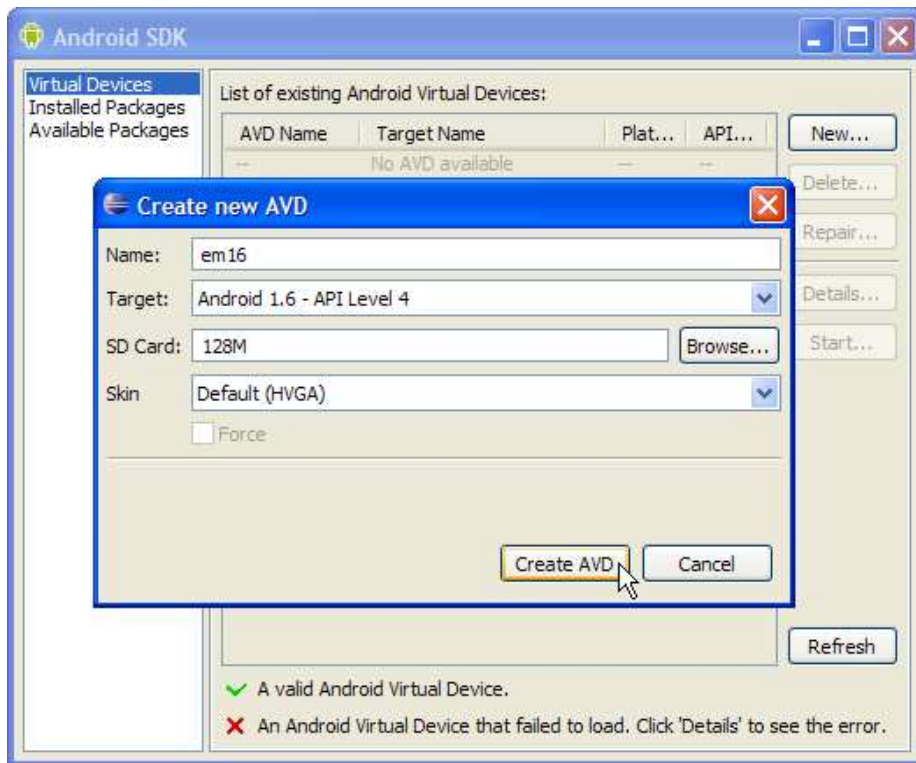 Android SDK
Virtual Devices
Installed Packages
Available Packages
List of existing Android Virtual Devices:
AVD Name Target Name Plat... API...
-- No AVD available -- --
New...
Delete...
Repair...
Details...
Start...
Refresh
Create new AVD
Name: em16
Target: Android 1.6 - API Level 4
SD Card: 128M Browse...
Skin Default (HVGA)
Force
Create AVD Cancel
A valid Android Virtual Device.
An Android Virtual Device that failed to load. Click 'Details' to see the error.